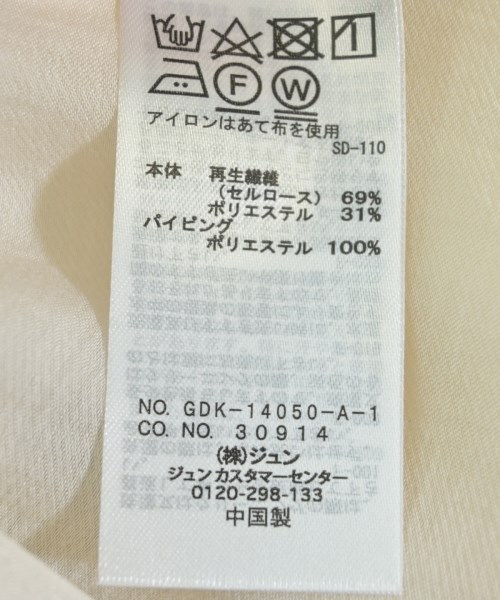 F W
アイロンはあて布を使用
SD-110
本体 再生繊維
(セルロース) 69%
ポリエステル 31%
パイピング
ポリエステル 100%
NO. GDK-14050-A-1
CO. NO. 30914
(株)ジュン
ジュンカスタマーセンター
0120-298-133
中国製